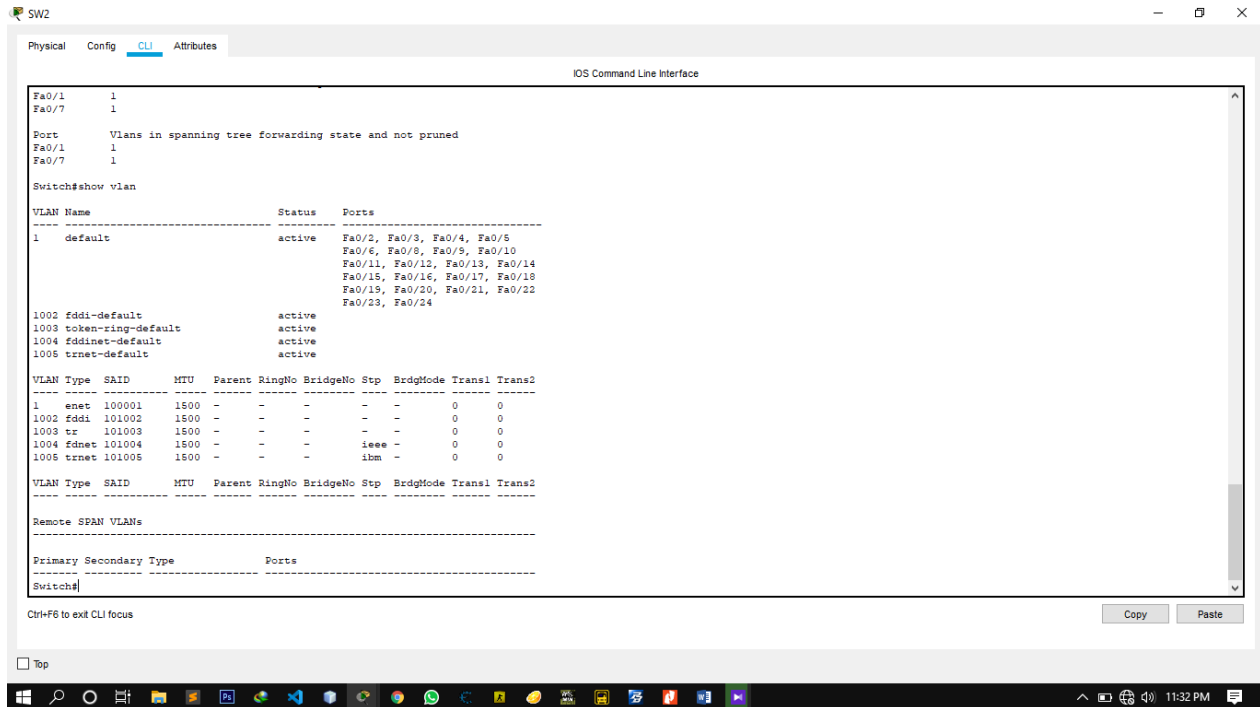 SW2
Physical Config CLI Attributes
IOS Command Line Interface
Fa0/1 1
Fa0/7 1
Port Vlans in spanning tree forwarding state and not pruned
Fa0/1 1
Fa0/7 1
Switch#show vlan
VLAN Name Status Ports
---- -------------------------------- --------- -------------------------------
1 default active Fa0/2, Fa0/3, Fa0/4, Fa0/5
Fa0/6, Fa0/8, Fa0/9, Fa0/10
Fa0/11, Fa0/12, Fa0/13, Fa0/14
Fa0/15, Fa0/16, Fa0/17, Fa0/18
Fa0/19, Fa0/20, Fa0/21, Fa0/22
Fa0/23, Fa0/24
1002 fddi-default active
1003 token-ring-default active
1004 fddinet-default active
1005 trnet-default active
VLAN Type SAID MTU Parent RingNo BridgeNo Stp BrdgMode Trans1 Trans2
---- ----- ---------- ----- ------ ------ -------- ---- -------- ------ ------
1 enet 100001 1500 - - - - - 0 0
1002 fddi 101002 1500 - - - - - 0 0
1003 tr 101003 1500 - - - - - 0 0
1004 fdnet 101004 1500 - - - ieee - 0 0
1005 trnet 101005 1500 - - - ibm - 0 0
VLAN Type SAID MTU Parent RingNo BridgeNo Stp BrdgMode Trans1 Trans2
---- ----- ---------- ----- ------ ------ -------- ---- -------- ------ ------
Remote SPAN VLANs
------------------------------------------------------------------------------
Primary Secondary Type Ports
------- --------- ----------------- ------------------------------------------
Switch#
Ctrl+F6 to exit CLI focus
Copy Paste
Top
11:32 PM